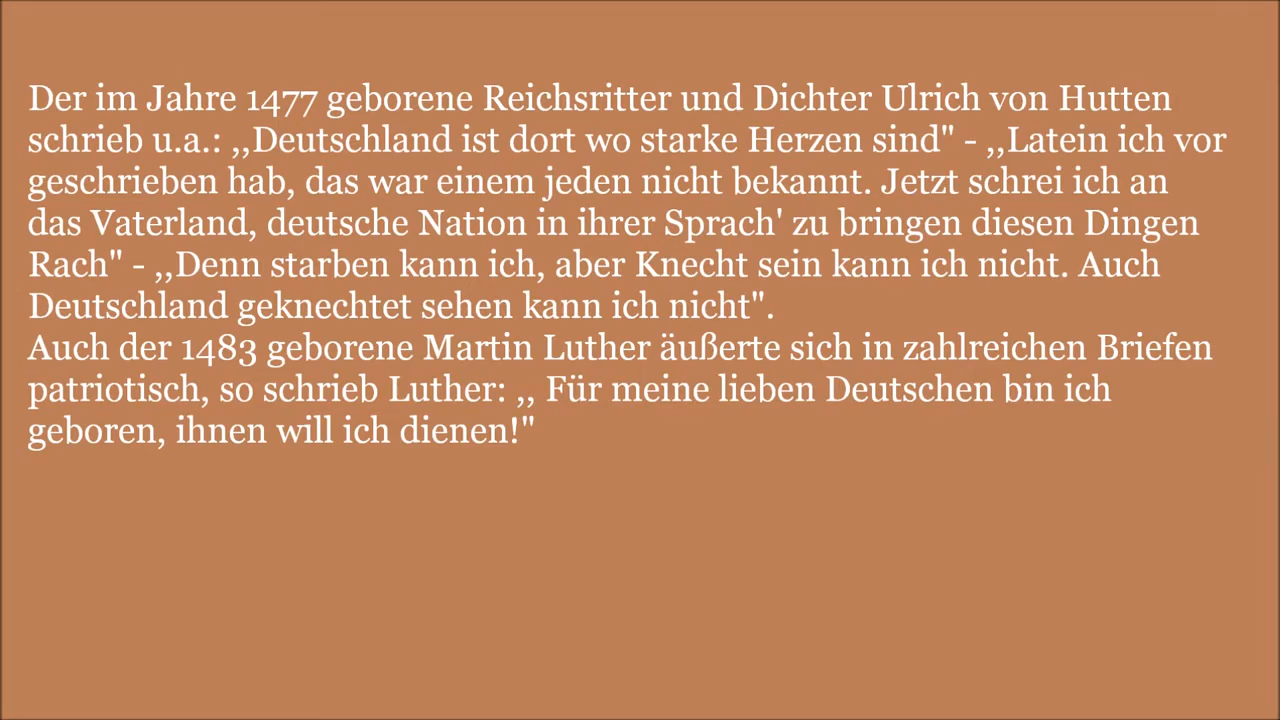 Der im Jahre 1477 geborene Reichsritter und Dichter Ulrich von Hutten
schrieb u.a.: ,,Deutschland ist dort wo starke Herzen sind" - ,,Latein ich vor
geschrieben hab, das war einem jeden nicht bekannt. Jetzt schrei ich an
das Vaterland, deutsche Nation in ihrer Sprach' zu bringen diesen Dingen
Rach" - ,,Denn starben kann ich, aber Knecht sein kann ich nicht. Auch
Deutschland geknechtet sehen kann ich nicht".
Auch der 1483 geborene Martin Luther äußerte sich in zahlreichen Briefen
patriotisch, so schrieb Luther: ,, Für meine lieben Deutschen bin ich
geboren, ihnen will ich dienen!"